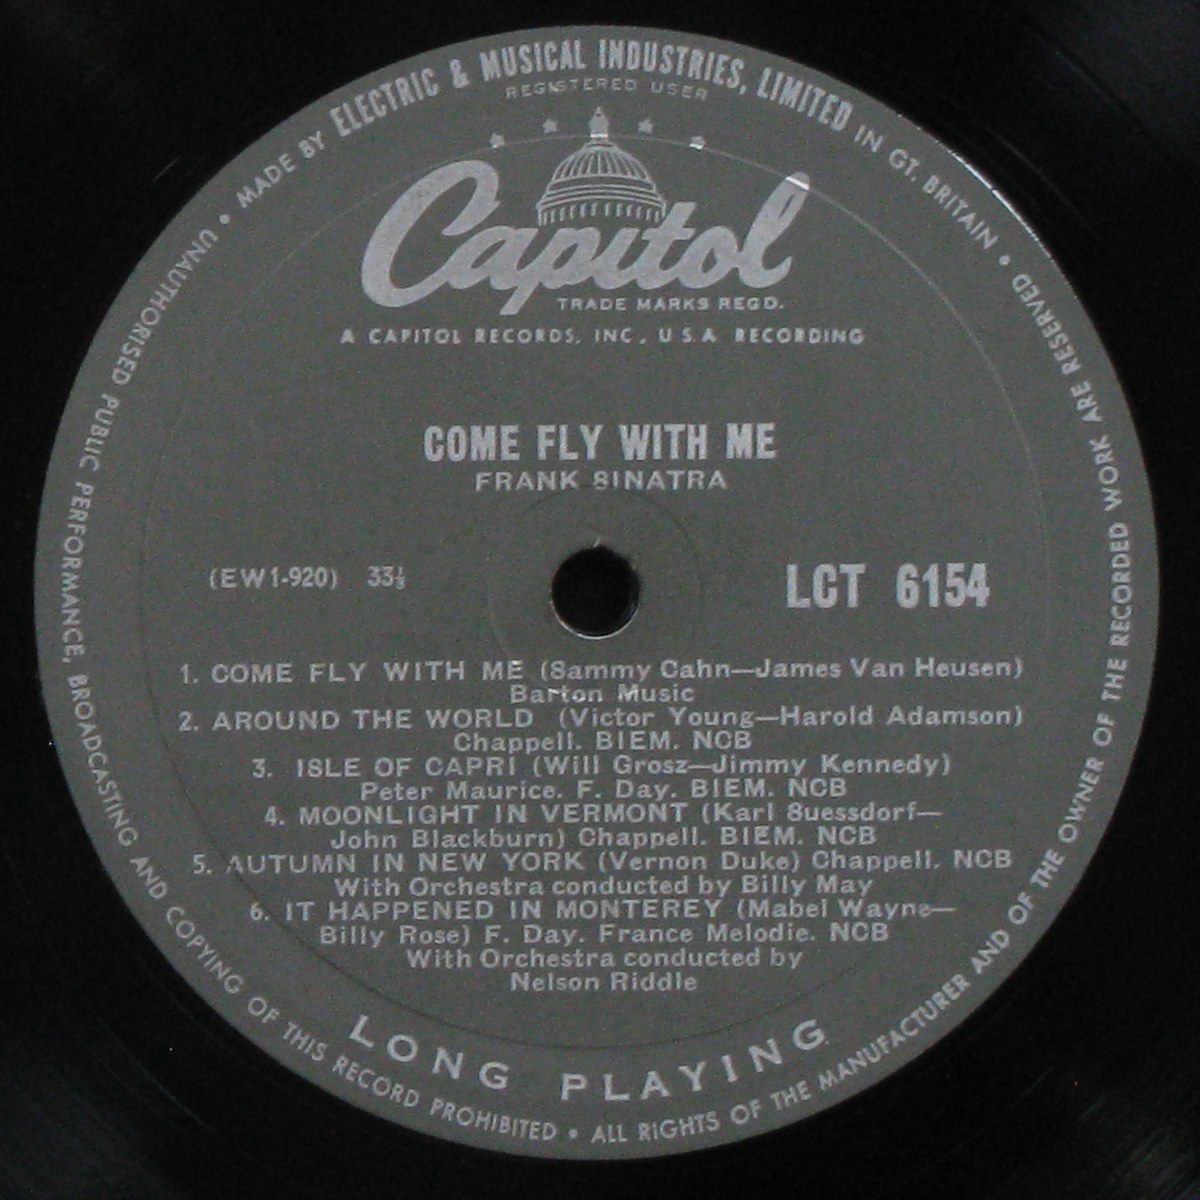 MADE BY ELECTRIC & MUSICAL INDUSTRIES, LIMITED IN GT. BRITAIN •
REGISTERED USER
Capitol
TRADE MARKS REGD.
A CAPITOL RECORDS, INC. U S.A RECORDING
COME FLY WITH ME
FRANK SINATRA
(EW1-920) 33⅓
LCT 6154
1. COME FLY WITH ME (Sammy Cahn—James Van Heusen)
Barton Music
2. AROUND THE WORLD (Victor Young—Harold Adamson)
Chappell. BIEM. NCB
3. ISLE OF CAPRI (Will Grosz—Jimmy Kennedy)
Peter Maurice. F. Day. BIEM. NCB
4. MOONLIGHT IN VERMONT (Karl Suessdorf—
John Blackburn) Chappell. BIEM. NCB
5. AUTUMN IN NEW YORK (Vernon Duke) Chappell. NCB
With Orchestra conducted by Billy May
6. IT HAPPENED IN MONTEREY (Mabel Wayne—
Billy Rose) F. Day. France Melodie. NCB
With Orchestra conducted by
Nelson Riddle
LONG PLAYING
ALL RIGHTS OF THE MANUFACTURER AND OF THE OWNER OF THE RECORDED WORK ARE RESERVED •
UNAUTHORISED PUBLIC PERFORMANCE, BROADCASTING AND COPYING OF THIS RECORD PROHIBITED •